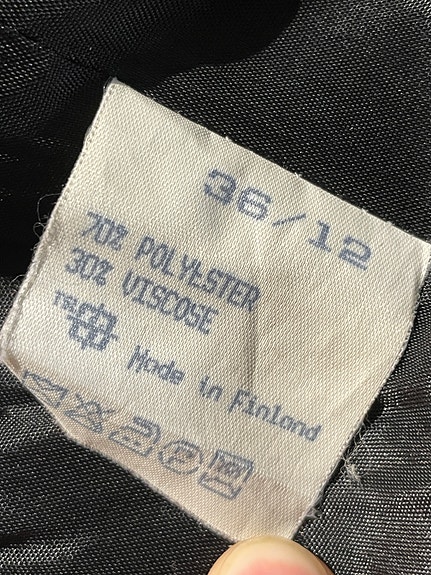 36/12
70% POLYESTER
30% VISCOSE
Made in Finland